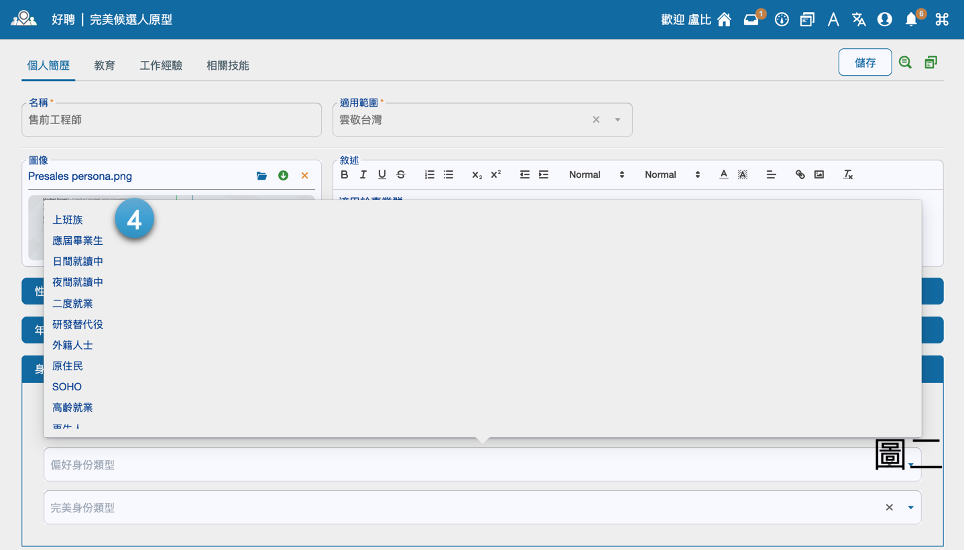 好聘 | 完美候選人原型
歡迎 盧比
1
6
個人簡歷 教育 工作經驗 相關技能
儲存
名稱 *
售前工程師
適用範圍 *
雲敬台灣
圖像
Presales persona.png
敘述
B I U S X₂ X² Normal Normal A A Tx
上班族
4
應屆畢業生
日間就讀中
夜間就讀中
二度就業
研發替代役
外籍人士
原住民
SOHO
高齡就業
更生人
性
年
身
圖二
偏好身份類型
完美身份類型